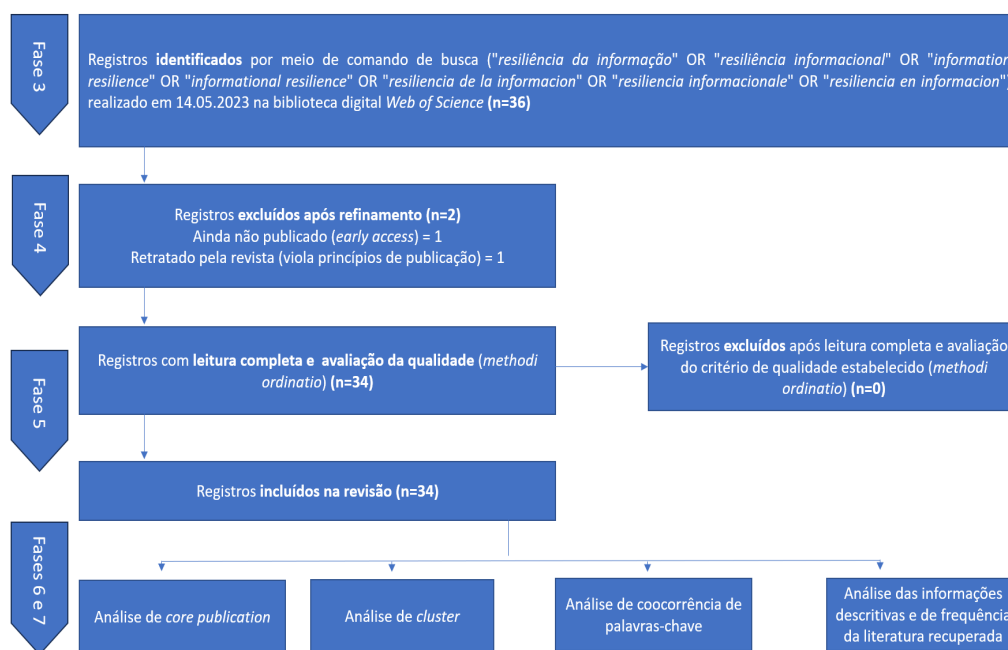 Fase 3
Registros identificados por meio de comando de busca ("resiliência da informação" OR "resiliência informacional" OR "information
resilience" OR "informational resilience" OR "resiliencia de la informacion" OR "resiliencia informacionale" OR "resiliencia en informacion")
realizado em 14.05.2023 na biblioteca digital Web of Science (n=36)
Fase 4
Registros excluídos após refinamento (n=2)
Ainda não publicado (early access) = 1
Retratado pela revista (viola princípios de publicação) = 1
Fase 5
Registros com leitura completa e avaliação da qualidade (methodi
ordinatio) (n=34)
Registros excluídos após leitura completa e avaliação
do critério de qualidade estabelecido (methodi
ordinatio) (n=0)
Registros incluídos na revisão (n=34)
Fases 6 e 7
Análise de core publication
Análise de cluster
Análise de coocorrência de
palavras-chave
Análise das informações
descritivas e de frequência
da literatura recuperada